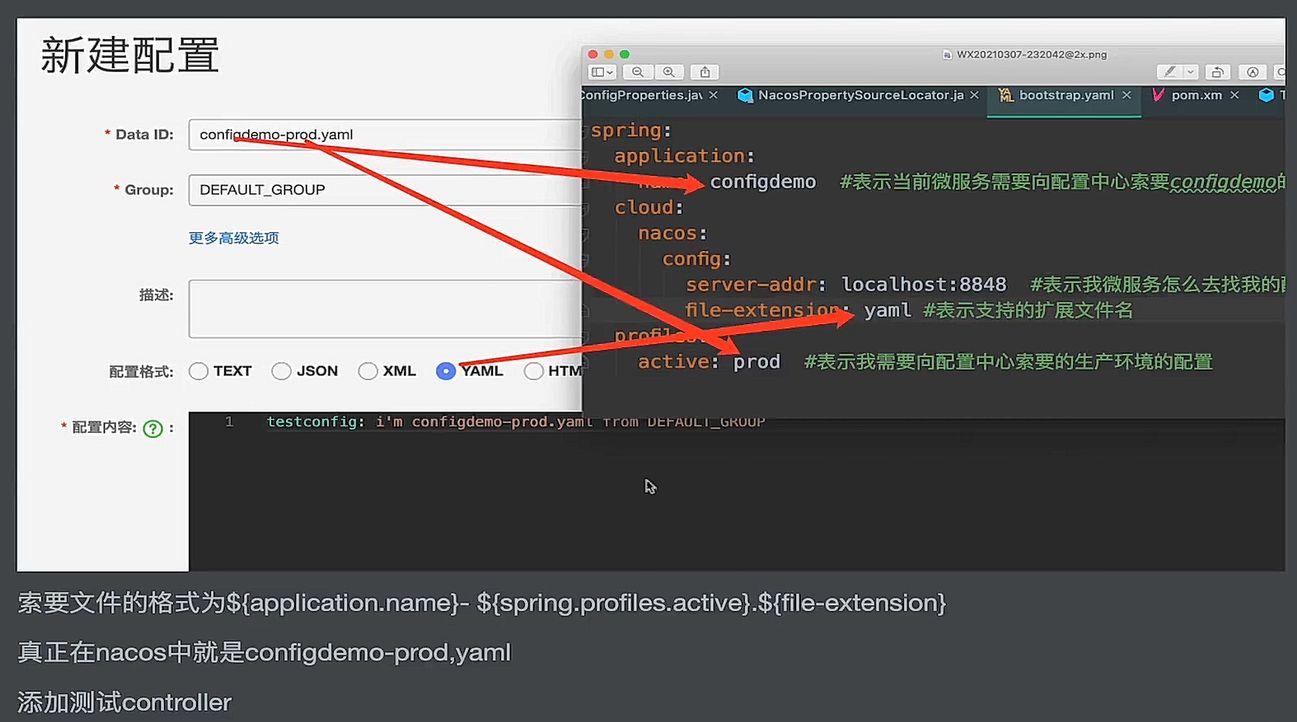 新建配置
* Data ID: configdemo-prod.yaml
* Group: DEFAULT_GROUP
更多高级选项
描述:
配置格式: TEXT JSON XML YAML HTM
* 配置内容: ? :
1 testconfig: i'm configdemo-prod.yaml from DEFAULT_GROUP
WX20210307-232042@2x.png
onfigProperties.jav × NacosPropertySourceLocator.ja × bootstrap.yaml × pom.xm ×
spring:
application:
configdemo #表示当前微服务需要向配置中心索要configdemo的
cloud:
nacos:
config:
server-addr: localhost:8848 #表示我微服务怎么去找我的配
file-extension: yaml #表示支持的扩展文件名
profiles:
active: prod #表示我需要向配置中心索要的生产环境的配置
索要文件的格式为${application.name}- ${spring.profiles.active}.${file-extension}
真正在nacos中就是configdemo-prod,yaml
添加测试controller